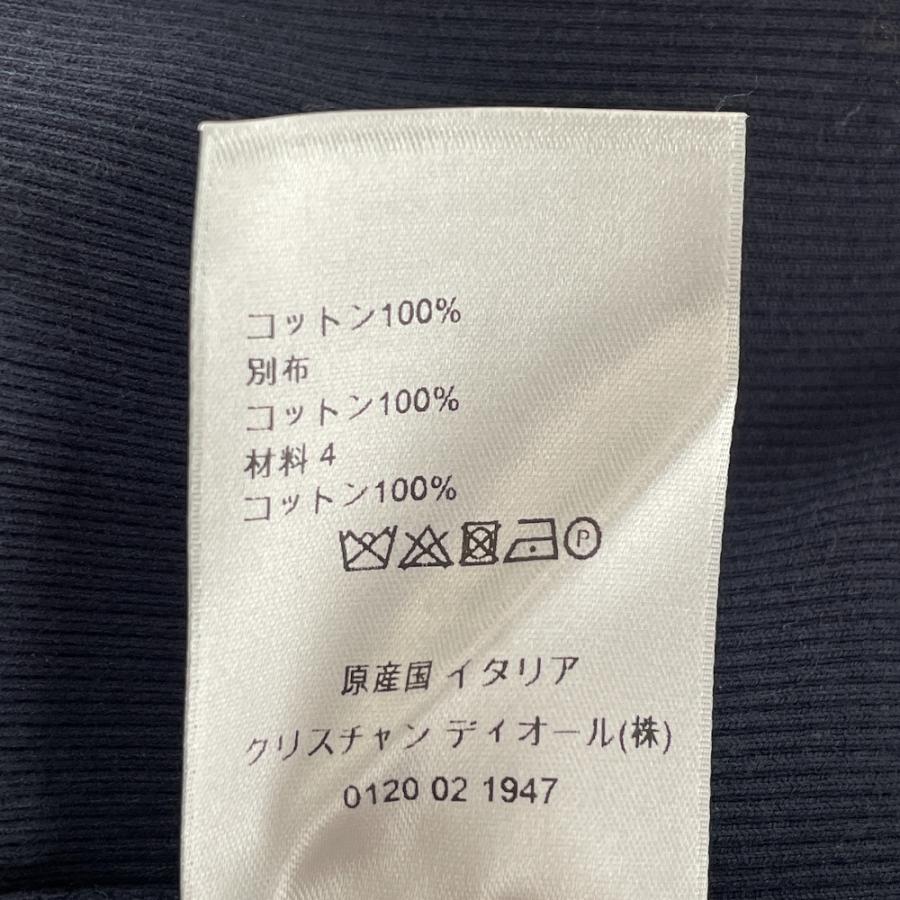 コットン100%
別布
コットン100%
材料 4
コットン100%
P
原産国 イタリア
クリスチャン ディオール(株)
0120 02 1947